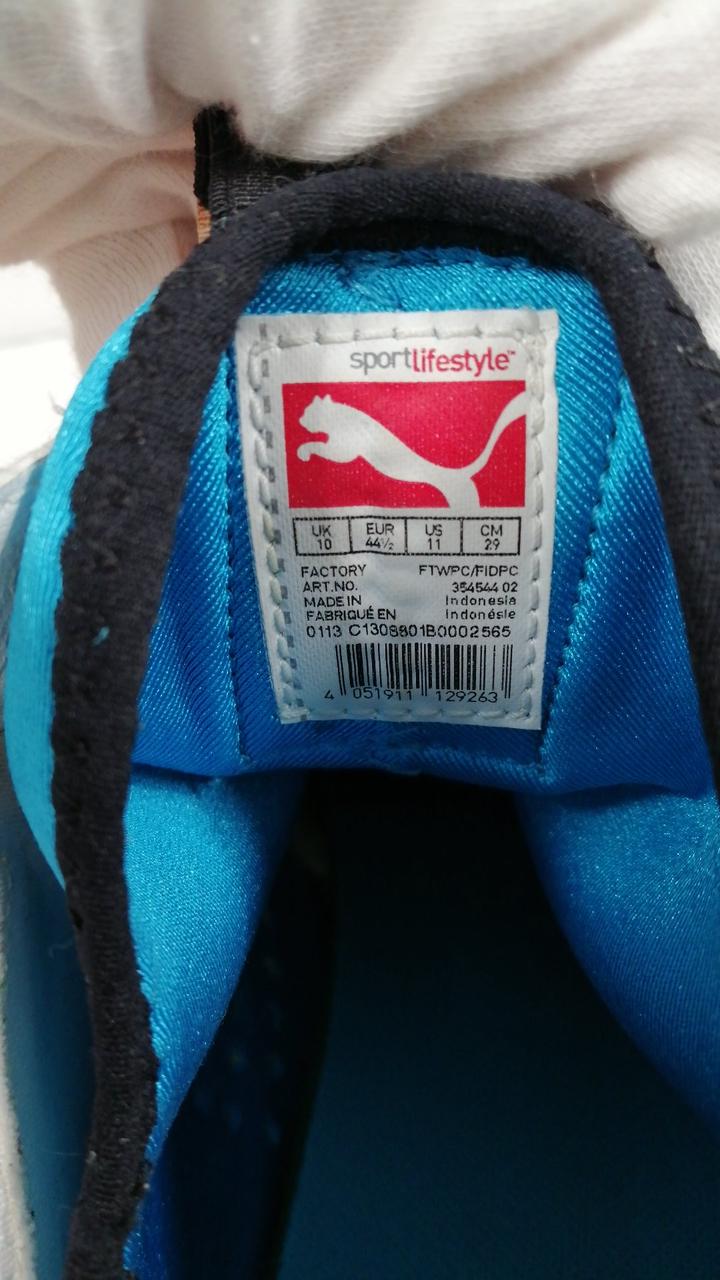 sportlifestyle™
UK EUR US CM
10 44½ 11 29
FACTORY FTWPC/FIDPC
ART.NO. 354544 02
MADE IN Indonesia
FABRIQUÉ EN Indonésie
0113 C1308801B0002565
4 051911 129263